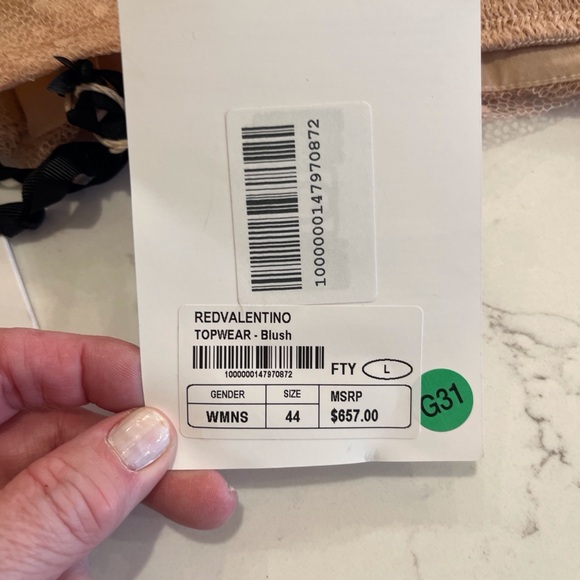 1000000147970872
REDVALENTINO
TOPWEAR - Blush
1000000147970872
FTY L
GENDER SIZE MSRP
WMNS 44 $657.00
G31